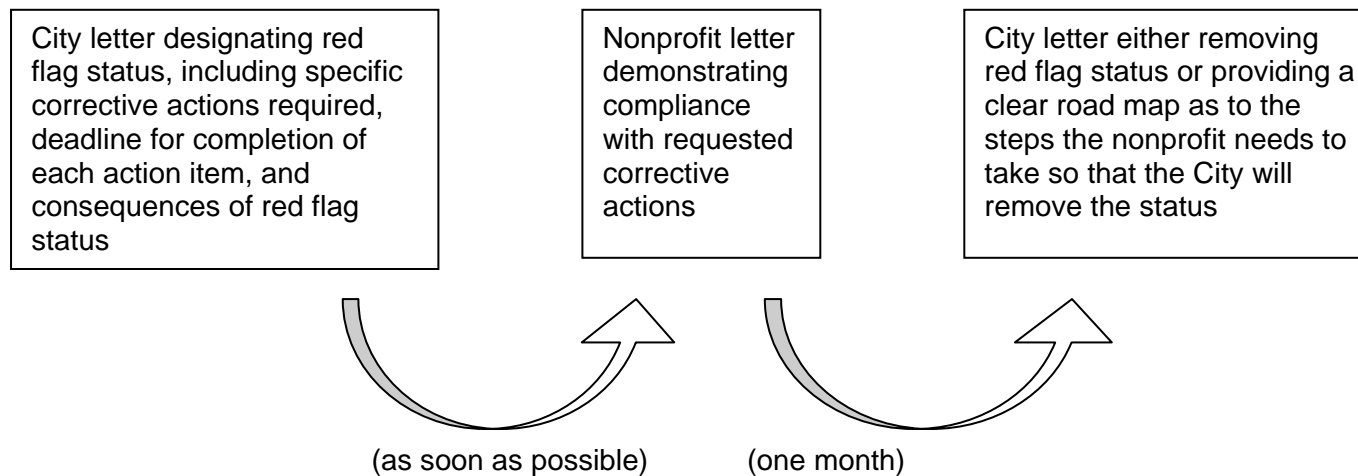 City letter designating red
flag status, including specific
corrective actions required,
deadline for completion of
each action item, and
consequences of red flag
status
Nonprofit letter
demonstrating
compliance
with requested
corrective
actions
City letter either removing
red flag status or providing a
clear road map as to the
steps the nonprofit needs to
take so that the City will
remove the status
(as soon as possible)
(one month)